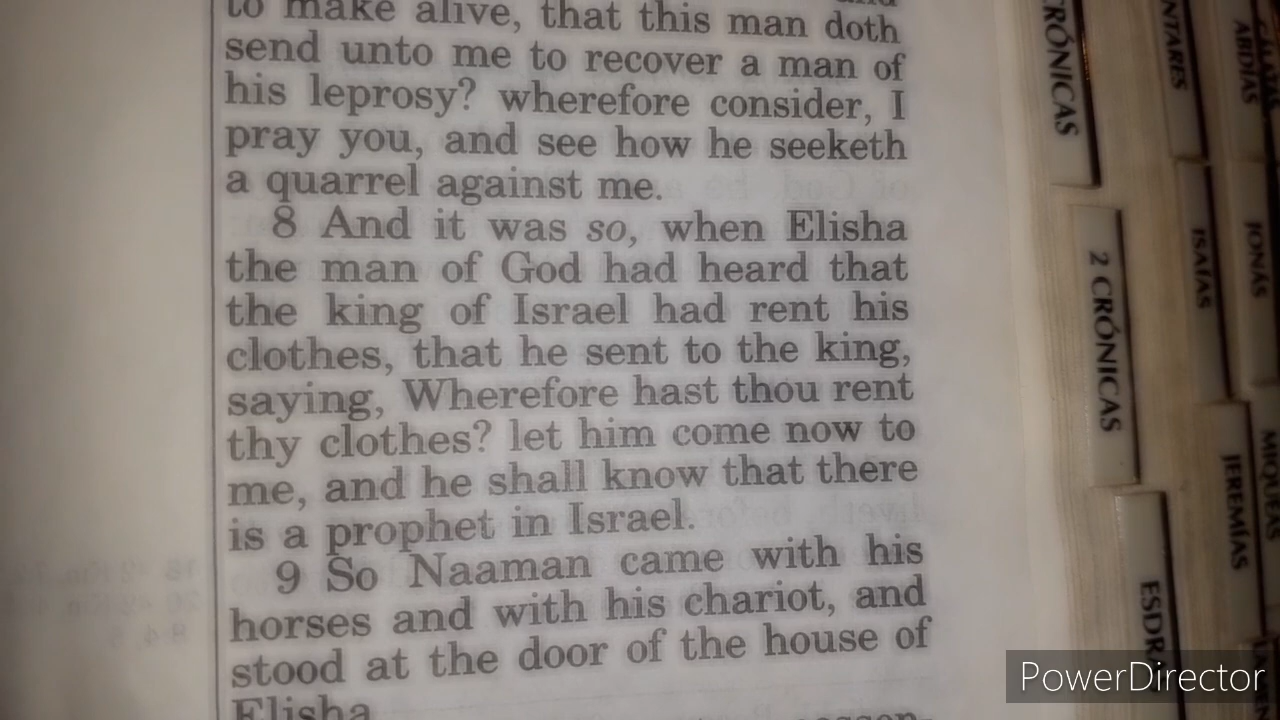 to make alive, that this man doth
send unto me to recover a man of
his leprosy? wherefore consider, I
pray you, and see how he seeketh
a quarrel against me.
8 And it was so, when Elisha
the man of God had heard that
the king of Israel had rent his
clothes, that he sent to the king,
saying, Wherefore hast thou rent
thy clothes? let him come now to
me, and he shall know that there
is a prophet in Israel.
9 So Naaman came with his
horses and with his chariot, and
stood at the door of the house of
Elisha
CRÓNICAS
2 CRÓNICAS
ESDRA
NTARES
ISAÍAS
JEREMÍAS
ABDÍAS
JONÁS
MIQUEAS
PowerDirector